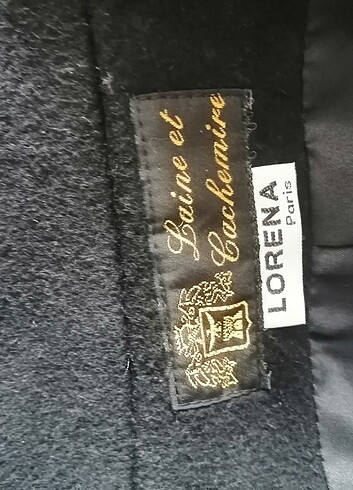 Laine et
Cachemire
LORENA
Paris